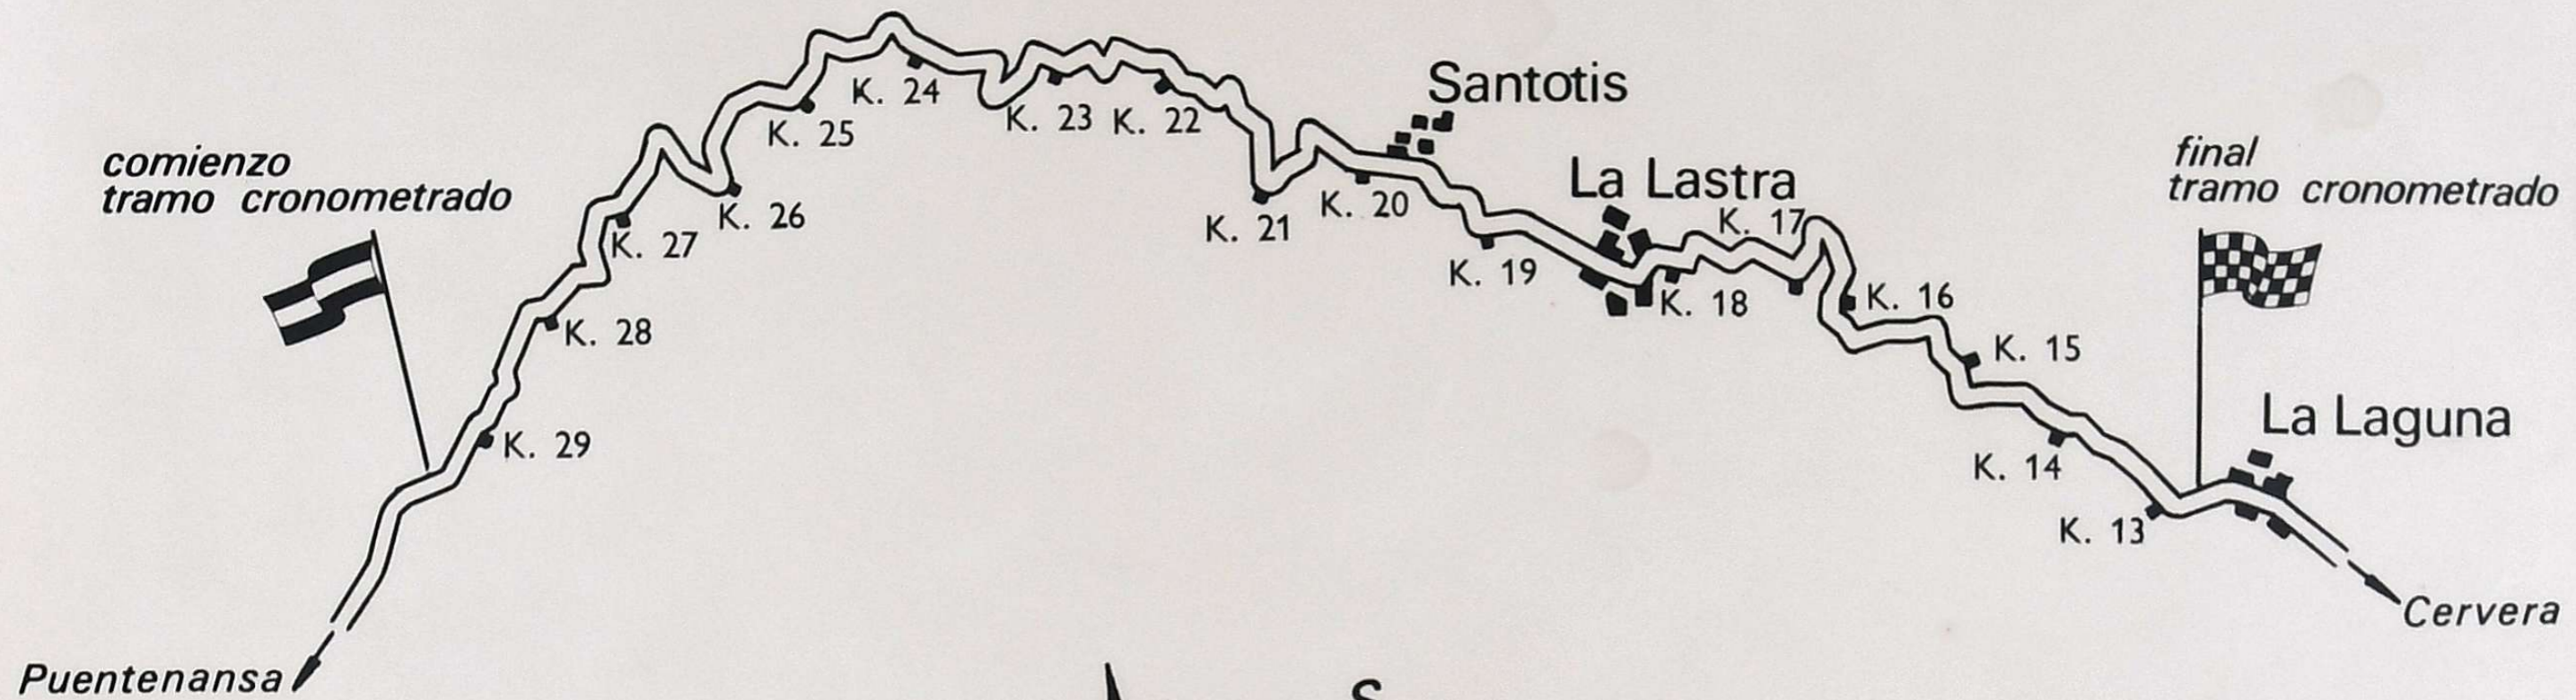 comienzo
tramo cronometrado
K. 24
K. 25
K. 23
K. 22
Santotis
La Lastra
final
tramo cronometrado
K. 26
K. 27
K. 21
K. 20
K. 17
K. 19
K. 18
K. 16
K. 28
K. 15
K. 29
La Laguna
K. 14
K. 13
Cervera
Puentenansa
S